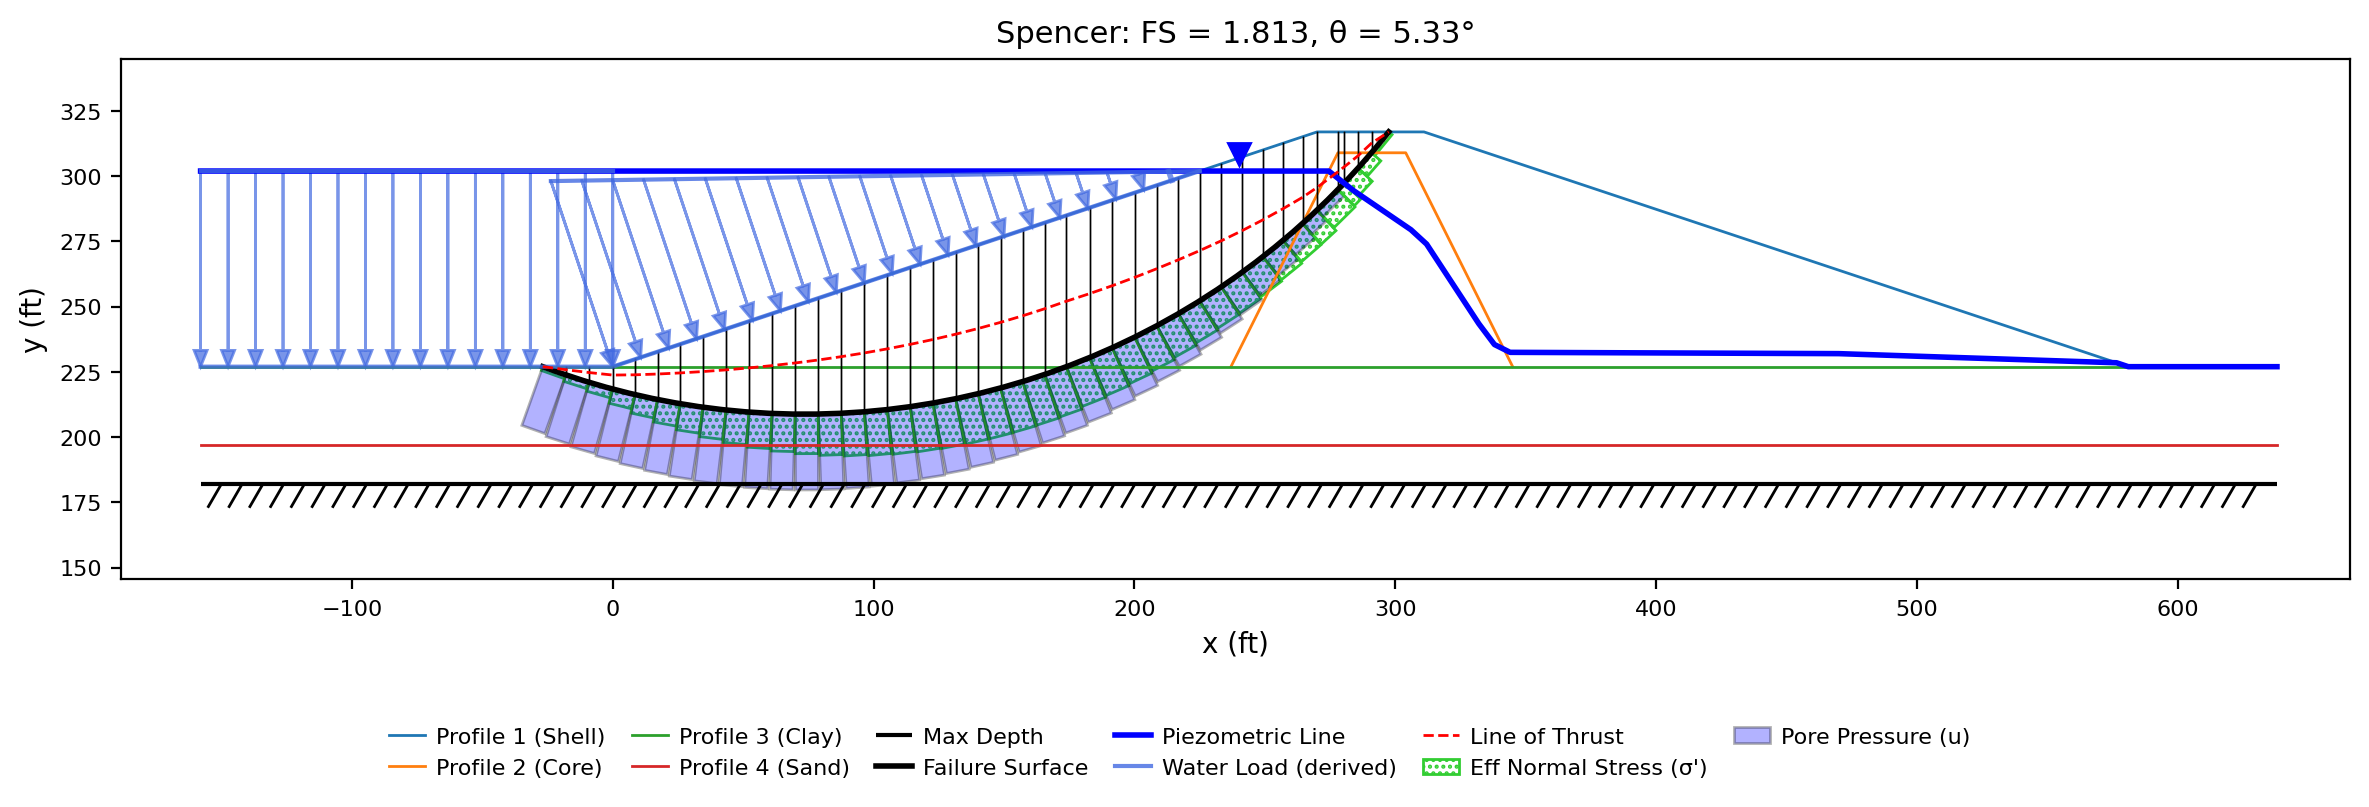 Spencer: FS = 1.813, θ = 5.33°
y (ft)
325
300
275
250
225
200
175
150
−100
0
100
200
300
400
500
600
x (ft)
Profile 1 (Shell)
Profile 2 (Core)
Profile 3 (Clay)
Profile 4 (Sand)
Max Depth
Failure Surface
Piezometric Line
Water Load (derived)
Line of Thrust
Eff Normal Stress (σ')
Pore Pressure (u)